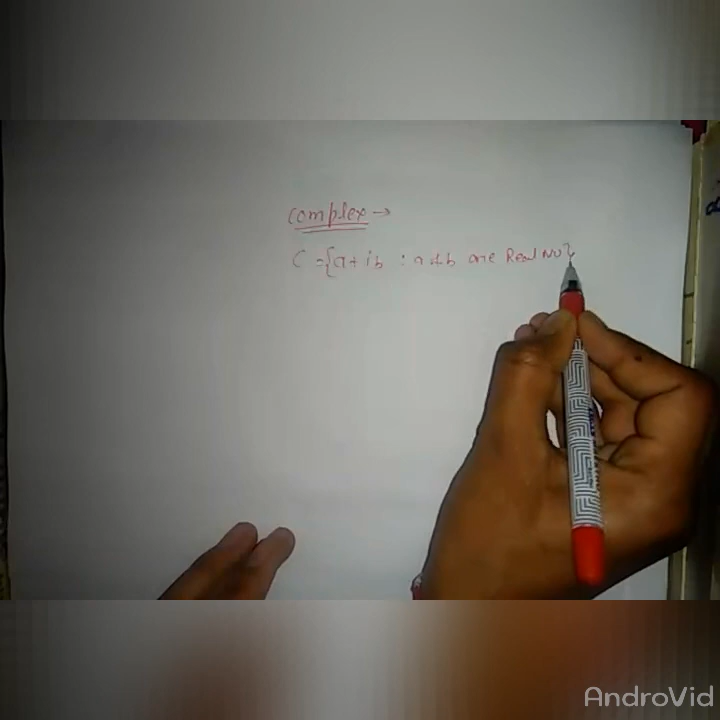 Complex →
C = {a + ib : a & b are Real No}
AndroVid